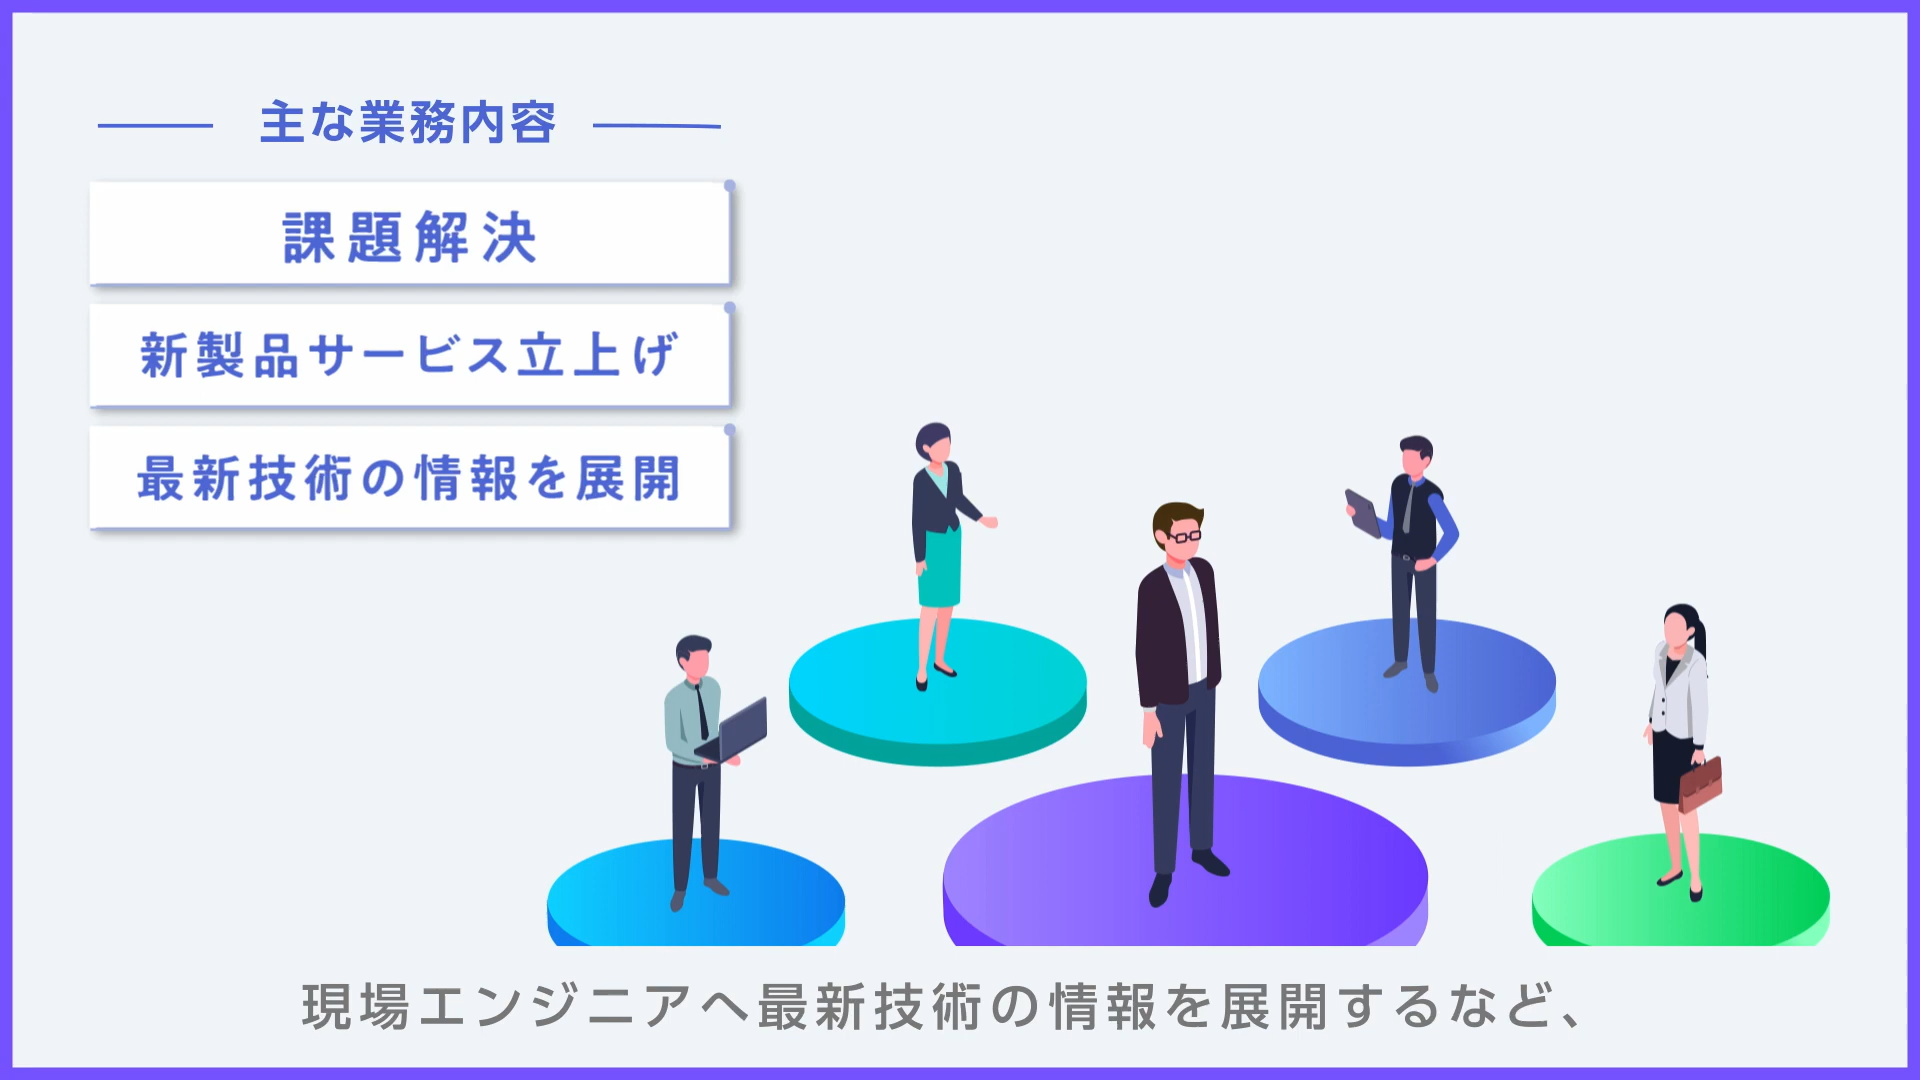 主な業務内容
課題解決
新製品サービス立上げ
最新技術の情報を展開
現場エンジニアへ最新技術の情報を展開するなど、